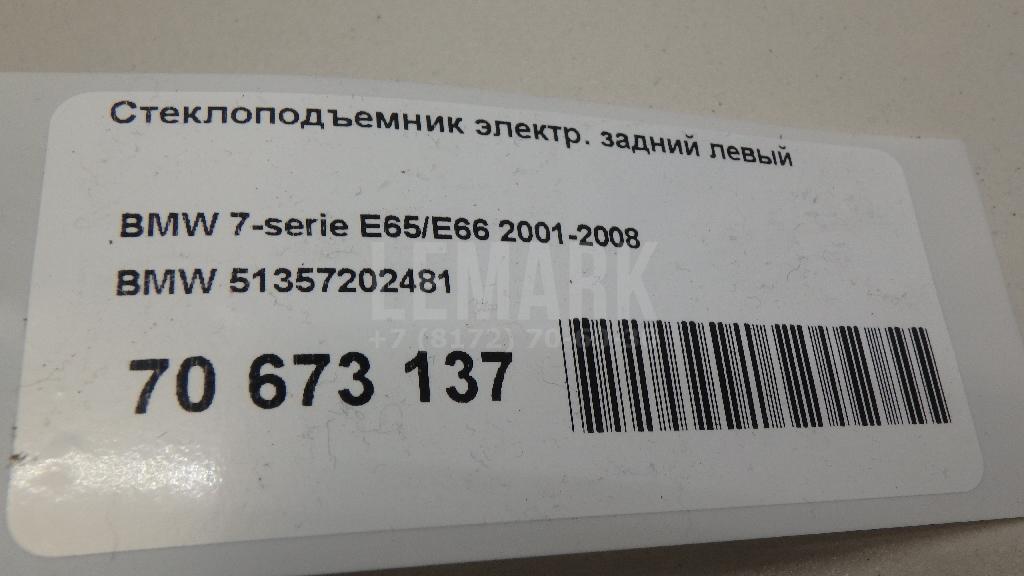 Стеклоподъемник электр. задний левый
BMW 7-serie E65/E66 2001-2008
BMW 51357202481
LEMARK
70 673 137